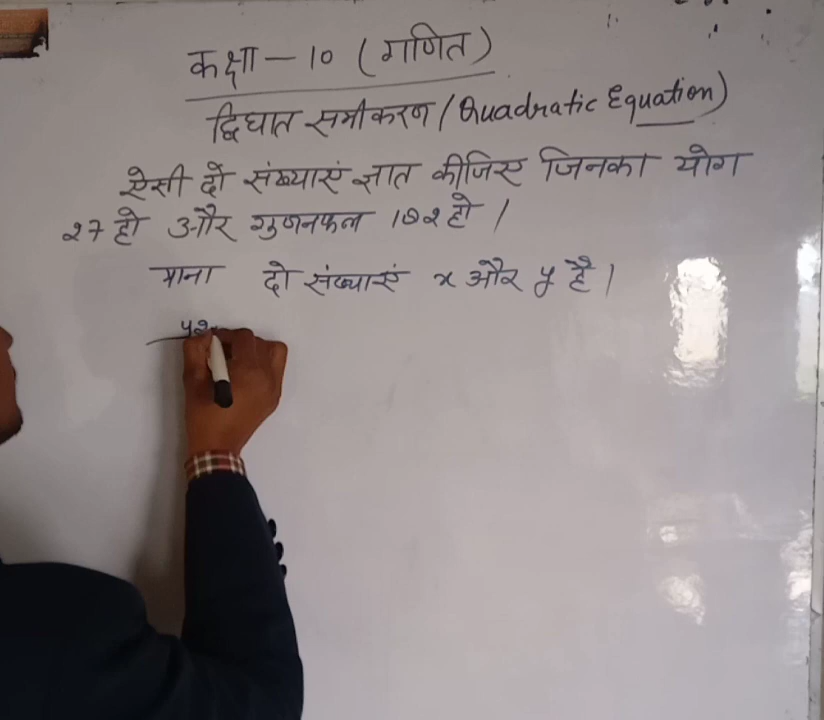 कक्षा - 10 (गणित)
द्विघात समीकरण / Quadratic Equation)
ऐसी दो संख्याएं ज्ञात कीजिए जिनका योग
27 हो और गुणनफल 182 हो।
माना दो संख्याएं x और y है।